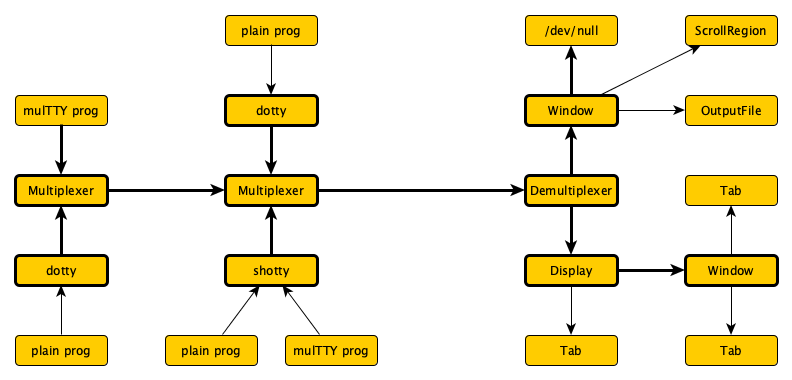 plain prog
/dev/null
ScrollRegion
mulTTY prog
dotty
Window
OutputFile
Multiplexer
Multiplexer
Demultiplexer
Tab
dotty
shotty
Display
Window
plain prog
plain prog
mulTTY prog
Tab
Tab